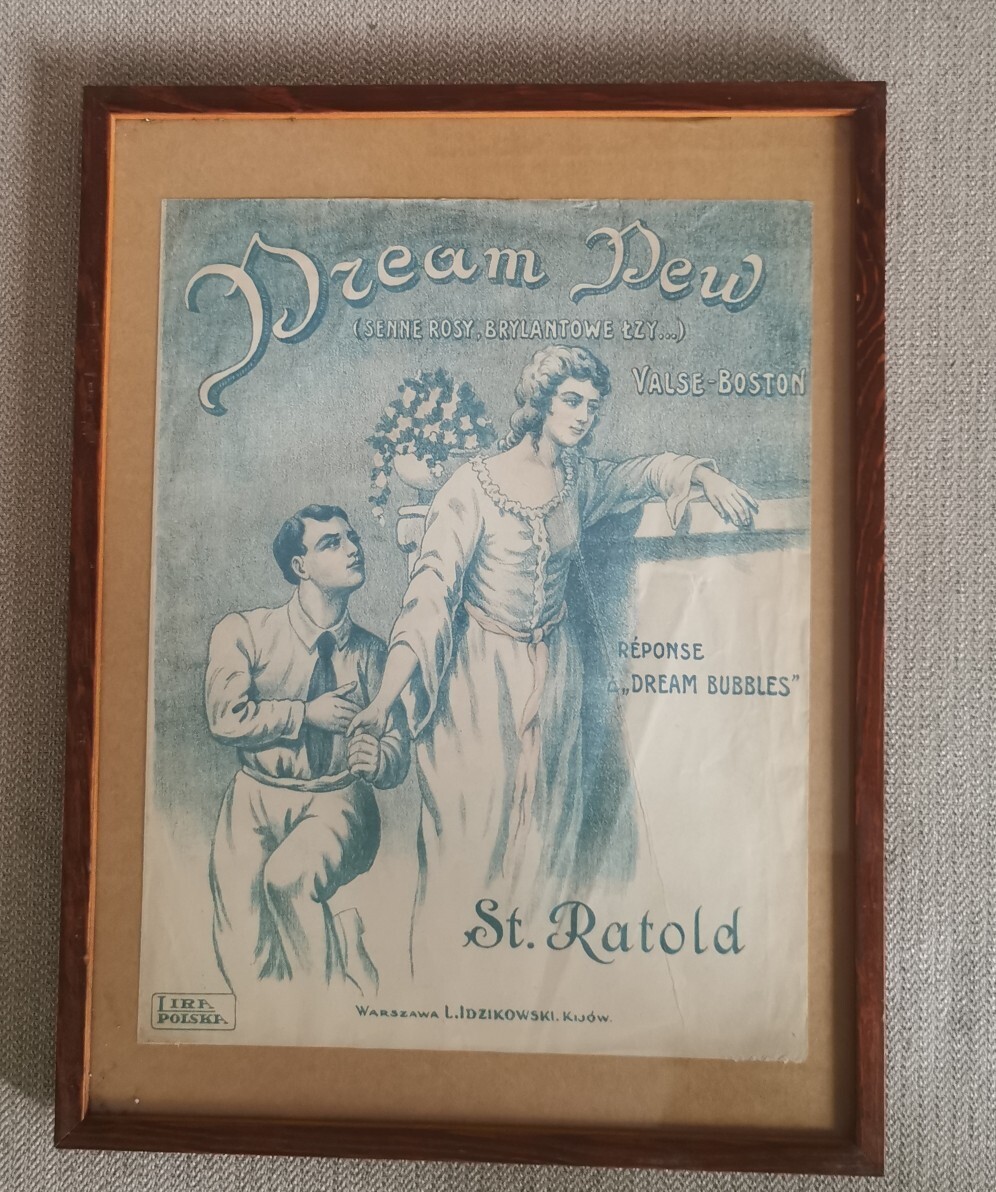 Dream Dew
(SENNE ROSY, BRYLANTOWE ŁZY...)
VALSE-BOSTON
RÉPONSE
à „DREAM BUBBLES”
St. Ratold
LIRA
POLSKA
WARSZAWA L. IDZIKOWSKI. KIJÓW.